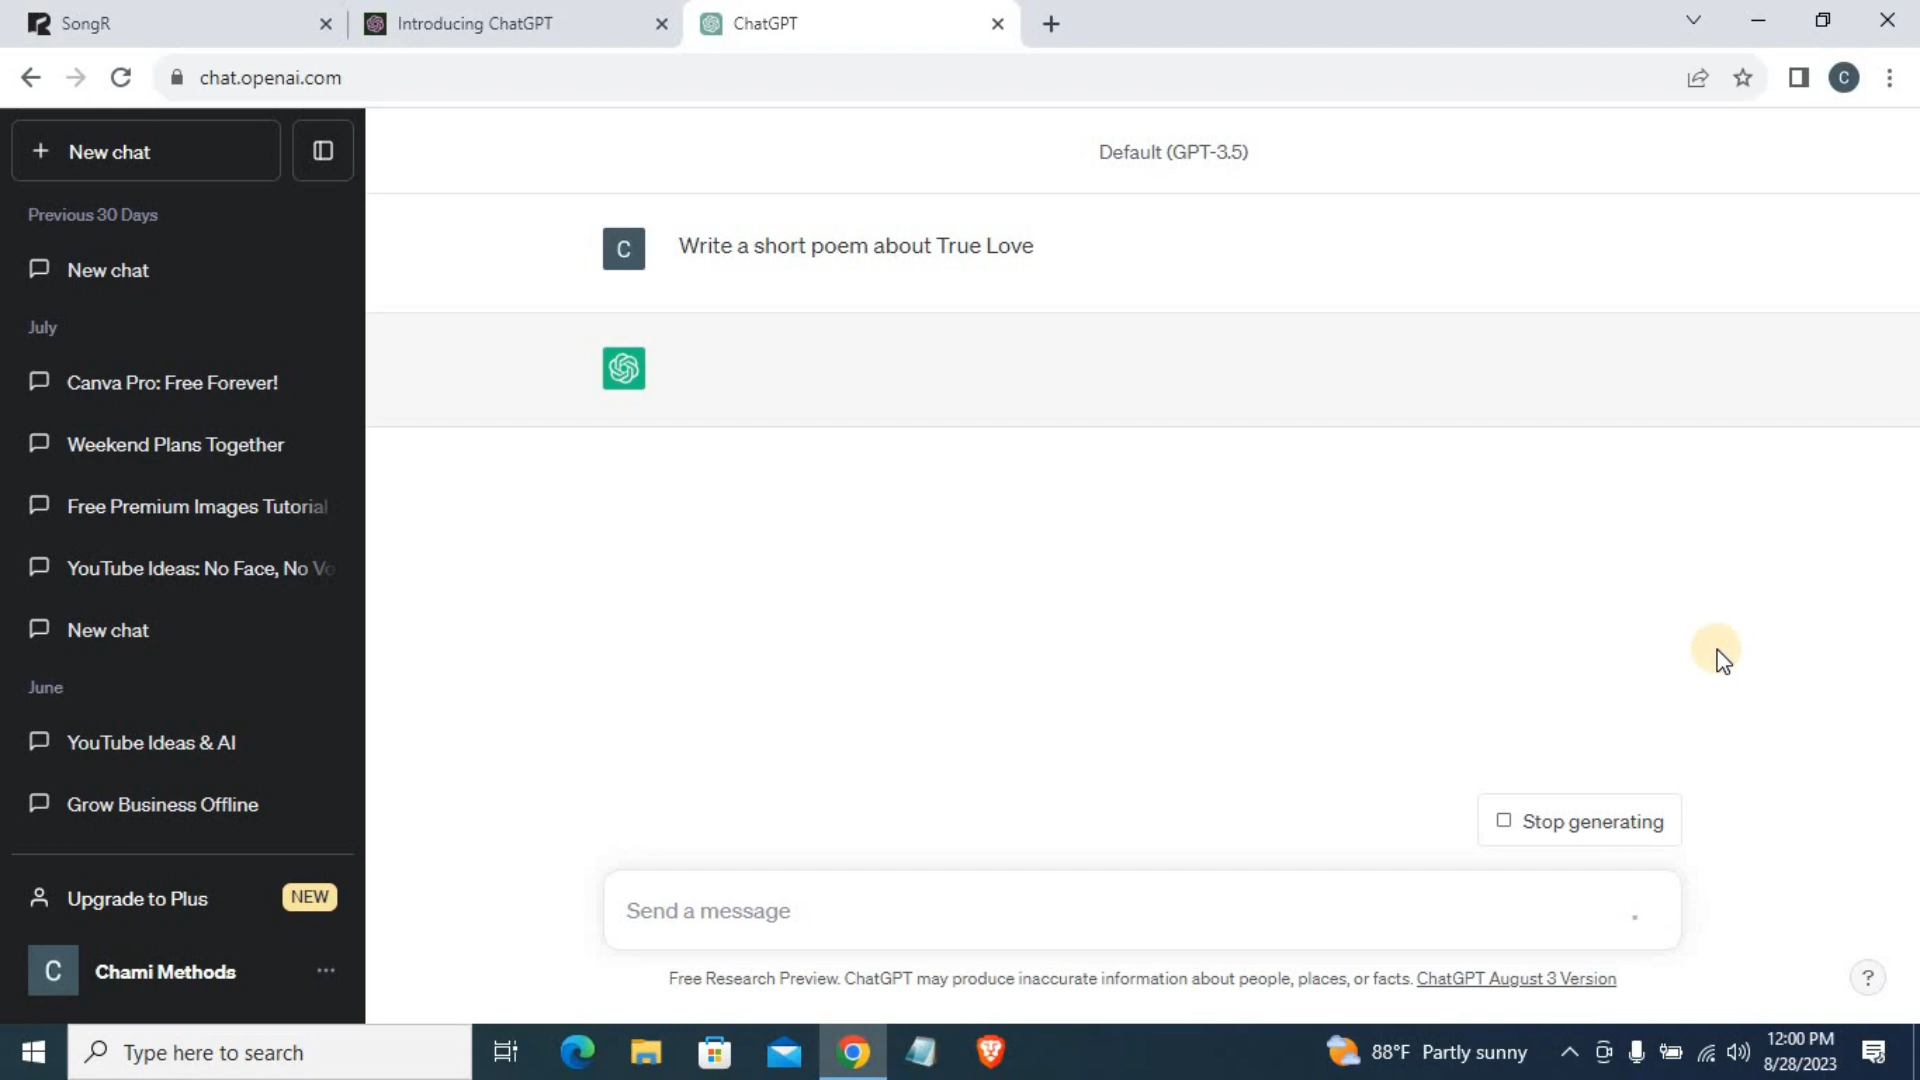 SongR
Introducing ChatGPT
ChatGPT
chat.openai.com
C
New chat
Default (GPT-3.5)
Previous 30 Days
C
Write a short poem about True Love
New chat
July
Canva Pro: Free Forever!
Weekend Plans Together
Free Premium Images Tutorial
YouTube Ideas: No Face, No Vo
New chat
June
YouTube Ideas & AI
Grow Business Offline
Stop generating
Upgrade to Plus
NEW
Send a message
C
Chami Methods
Free Research Preview. ChatGPT may produce inaccurate information about people, places, or facts. ChatGPT August 3 Version
?
Type here to search
88°F Partly sunny
12:00 PM
8/28/2023